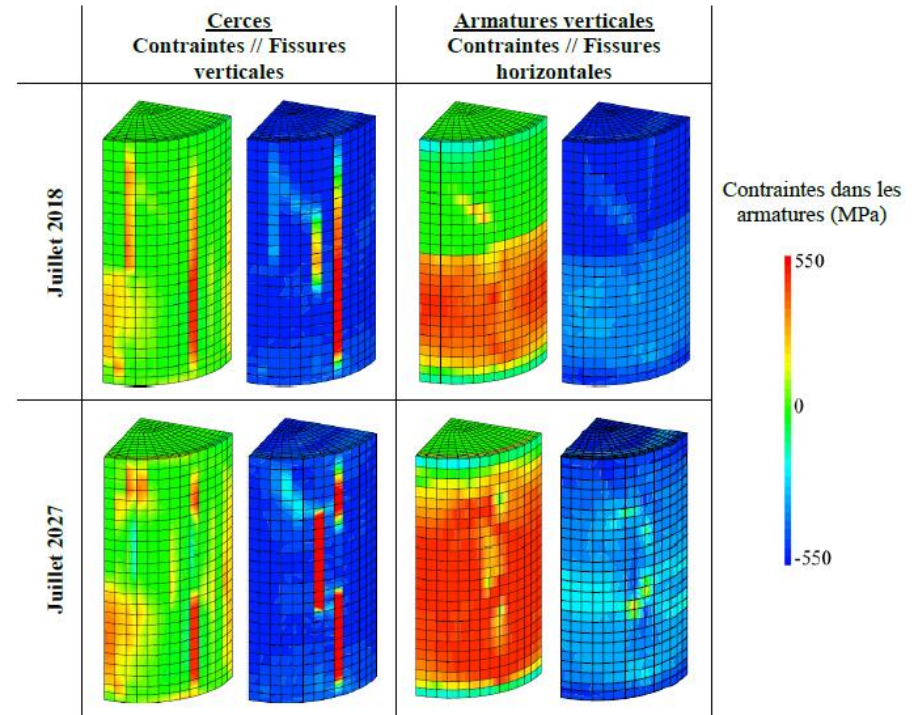 Cerces
Contraintes // Fissures
verticales
Armatures verticales
Contraintes // Fissures
horizontales
Juillet 2018
Contraintes dans les
armatures (MPa)
550
0
-550
Juillet 2027